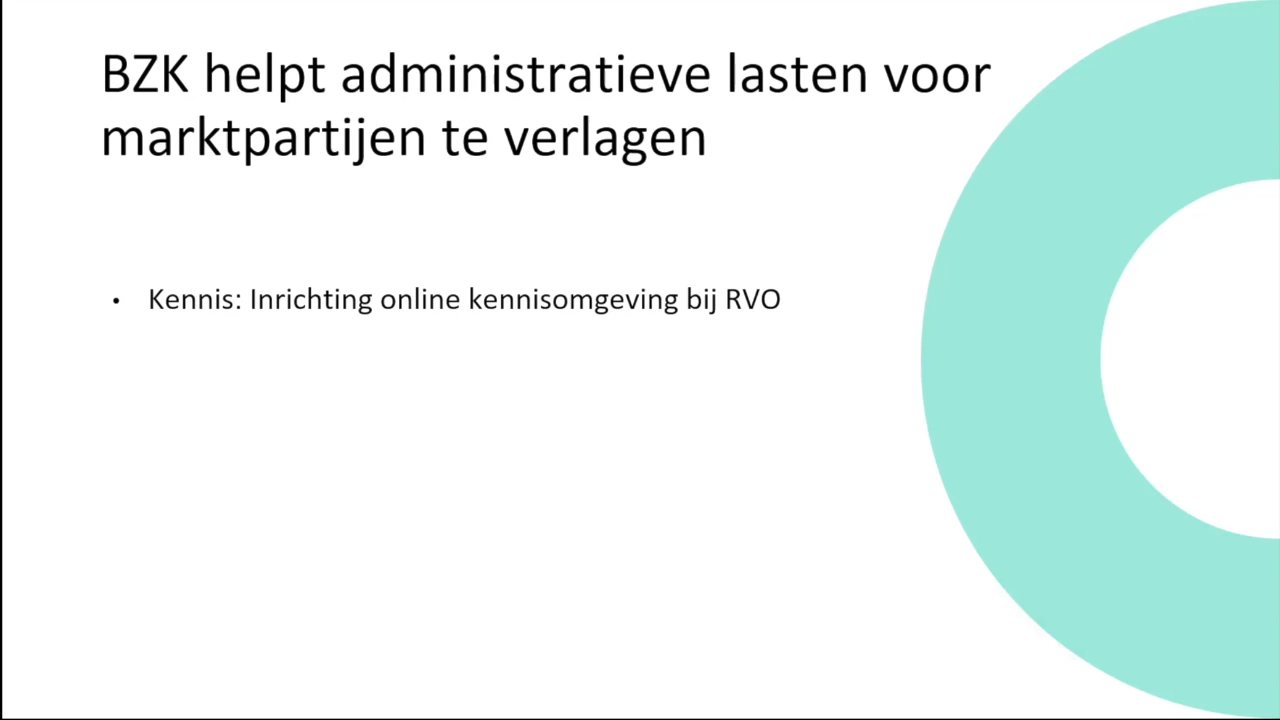 BZK helpt administratieve lasten voor
marktpartijen te verlagen
• Kennis: Inrichting online kennisomgeving bij RVO